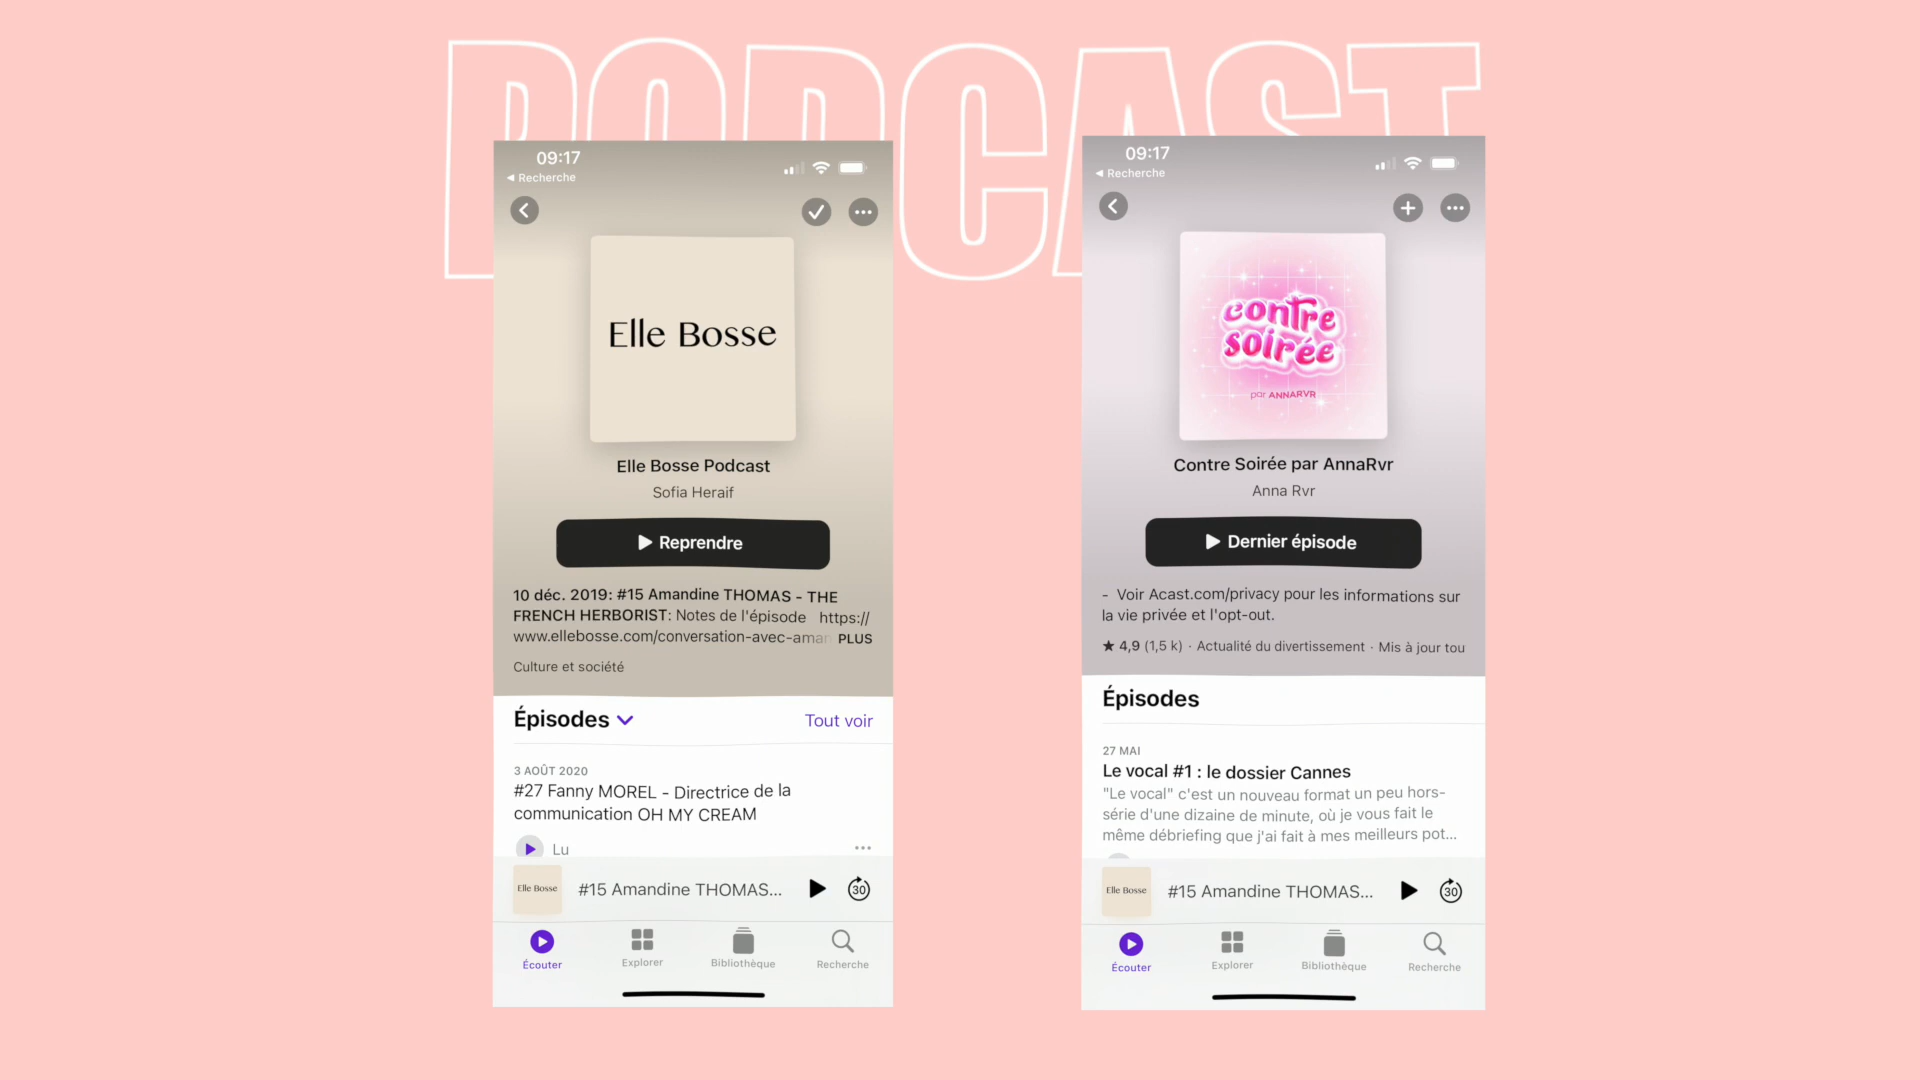 PODCAST
09:17
Recherche
Elle Bosse
Elle Bosse Podcast
Sofia Heraif
Reprendre
10 déc. 2019: #15 Amandine THOMAS - THE
FRENCH HERBORIST: Notes de l'épisode https://
www.ellebosse.com/conversation-avec-aman PLUS
Culture et société
Épisodes
Tout voir
3 AOÛT 2020
#27 Fanny MOREL - Directrice de la
communication OH MY CREAM
Lu
Elle Bosse
#15 Amandine THOMAS...
30
Écouter
Explorer
Bibliothèque
Recherche
09:17
Recherche
contre
soirée
par ANNARVR
Contre Soirée par AnnaRvr
Anna Rvr
Dernier épisode
- Voir Acast.com/privacy pour les informations sur
la vie privée et l'opt-out.
★ 4,9 (1,5 k) · Actualité du divertissement · Mis à jour tou
Épisodes
27 MAI
Le vocal #1 : le dossier Cannes
"Le vocal" c'est un nouveau format un peu hors-
série d'une dizaine de minute, où je vous fait le
même débriefing que j'ai fait à mes meilleurs pot...
Elle Bosse
#15 Amandine THOMAS...
30
Écouter
Explorer
Bibliothèque
Recherche